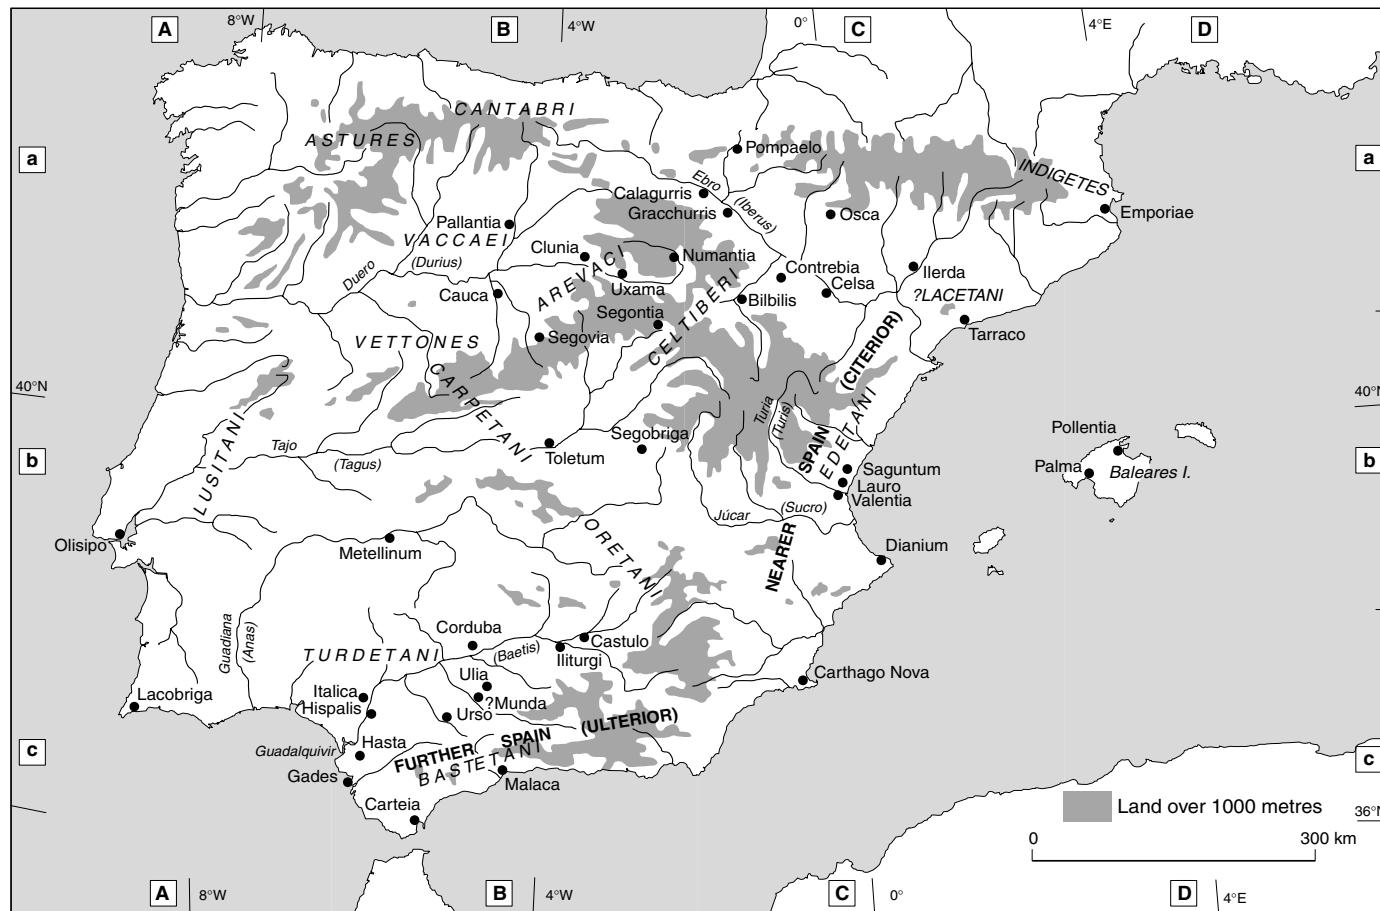 A
8°W
B
4°W
0°
C
4°E
D
CANTABRI
ASTURES
a
Pompaelo
a
INDIGETES
Ebro
(Iberus)
Calagurris
Gracchurris
Osca
Emporiae
Pallantia
VACCAEI
Clunia
Numantia
AREVACI
(Durius)
Duero
Contrebia
Ilerda
Uxama
Celsa
Cauca
Bilbilis
?LACETANI
Segontia
CELTIBERI
Tarraco
Segovia
VETTONES
40°N
CARPETANI
SPAIN (CITERIOR)
40°N
Turia
(Turis)
EDETANI
LUSITANI
Pollentia
Segobriga
Tajo
(Tagus)
Toletum
b
b
Saguntum
Palma
Baleares I.
Lauro
Valentia
Júcar
(Sucro)
ORETANI
NEARER
Olisipo
Metellinum
Dianium
Guadiana
(Anas)
Corduba
Castulo
(Baetis)
Iliturgi
TURDETANI
Carthago Nova
Ulia
Lacobriga
Italica
?Munda
Hispalis
Urso
FURTHER SPAIN (ULTERIOR)
Guadalquivir
Hasta
BASTETANI
c
c
Gades
Malaca
Carteia
Land over 1000 metres
36°N
0
300 km
A
8°W
B
4°W
C
0°
D
4°E